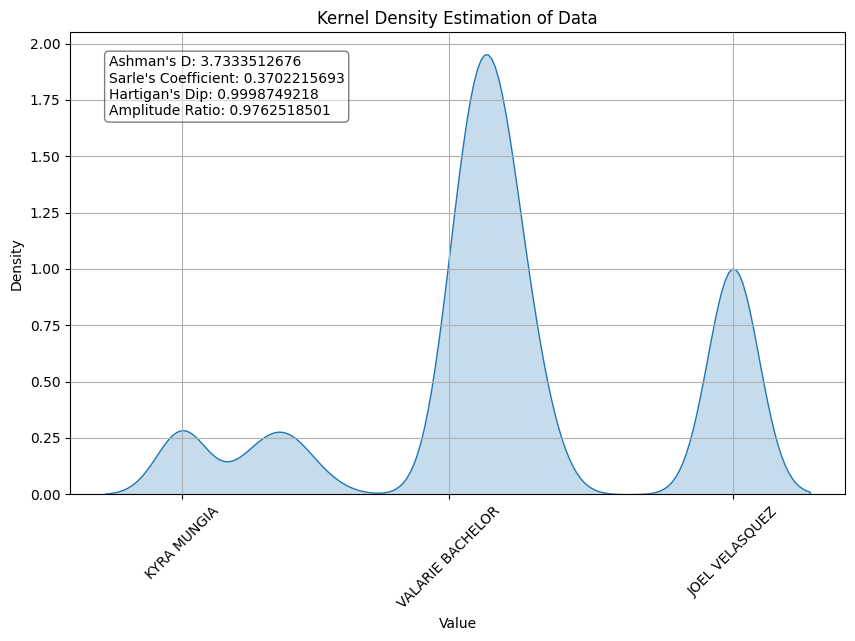 Kernel Density Estimation of Data
Ashman's D: 3.7333512676
Sarle's Coefficient: 0.3702215693
Hartigan's Dip: 0.9998749218
Amplitude Ratio: 0.9762518501
Density
2.00
1.75
1.50
1.25
1.00
0.75
0.50
0.25
0.00
KYRA MUNGIA
VALARIE BACHELOR
JOEL VELASQUEZ
Value